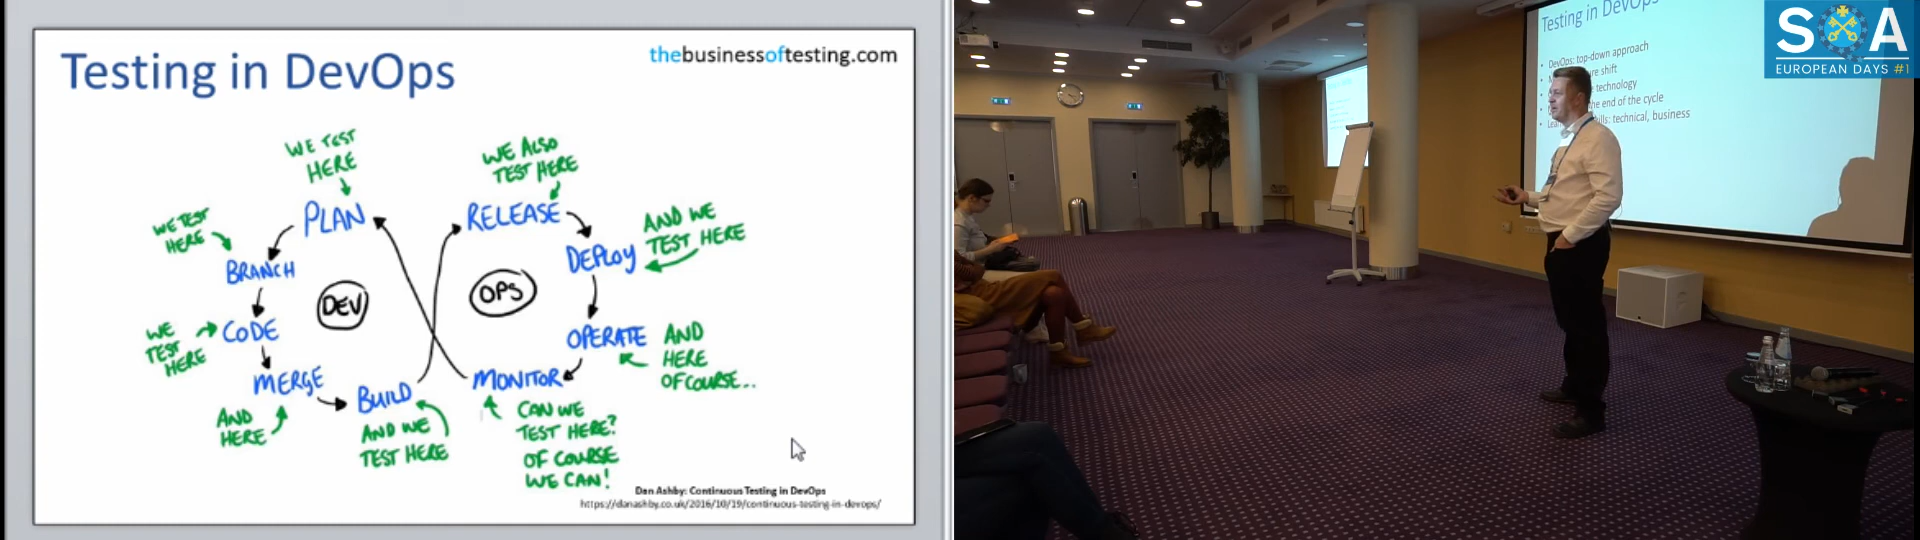 Testing in DevOps
thebusinessoftesting.com
WE TEST
HERE
WE ALSO
TEST HERE
WE TEST
HERE
PLAN
RELEASE
AND WE
TEST HERE
BRANCH
DEPLOY
DEV
OPS
WE
TEST
HERE
CODE
OPERATE
AND
HERE
OFCOURSE...
MERGE
BUILD
MONITOR
AND
HERE
AND WE
TEST HERE
CAN WE
TEST HERE?
OF COURSE
WE CAN!
Dan Ashby: Continuous Testing in DevOps
https://danashby.co.uk/2016/10/19/continuous-testing-in-devops/
Testing in DevOps
• DevOps: top-down approach
shift
technology
the end of the cycle
technical, business
S A
EUROPEAN DAYS #1